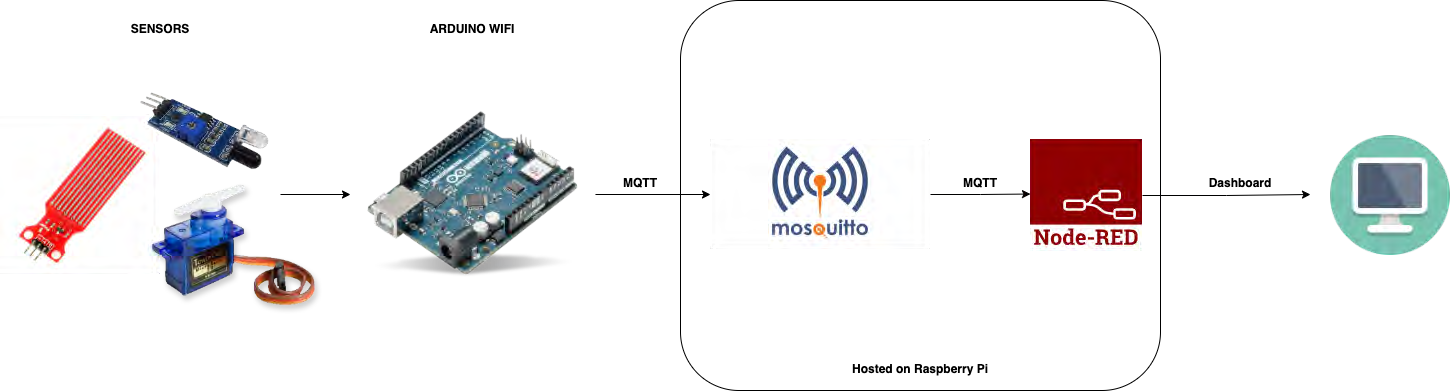 SENSORS
ARDUINO WIFI
MQTT
MQTT
Dashboard
mosquitto
Node-RED
Hosted on Raspberry Pi